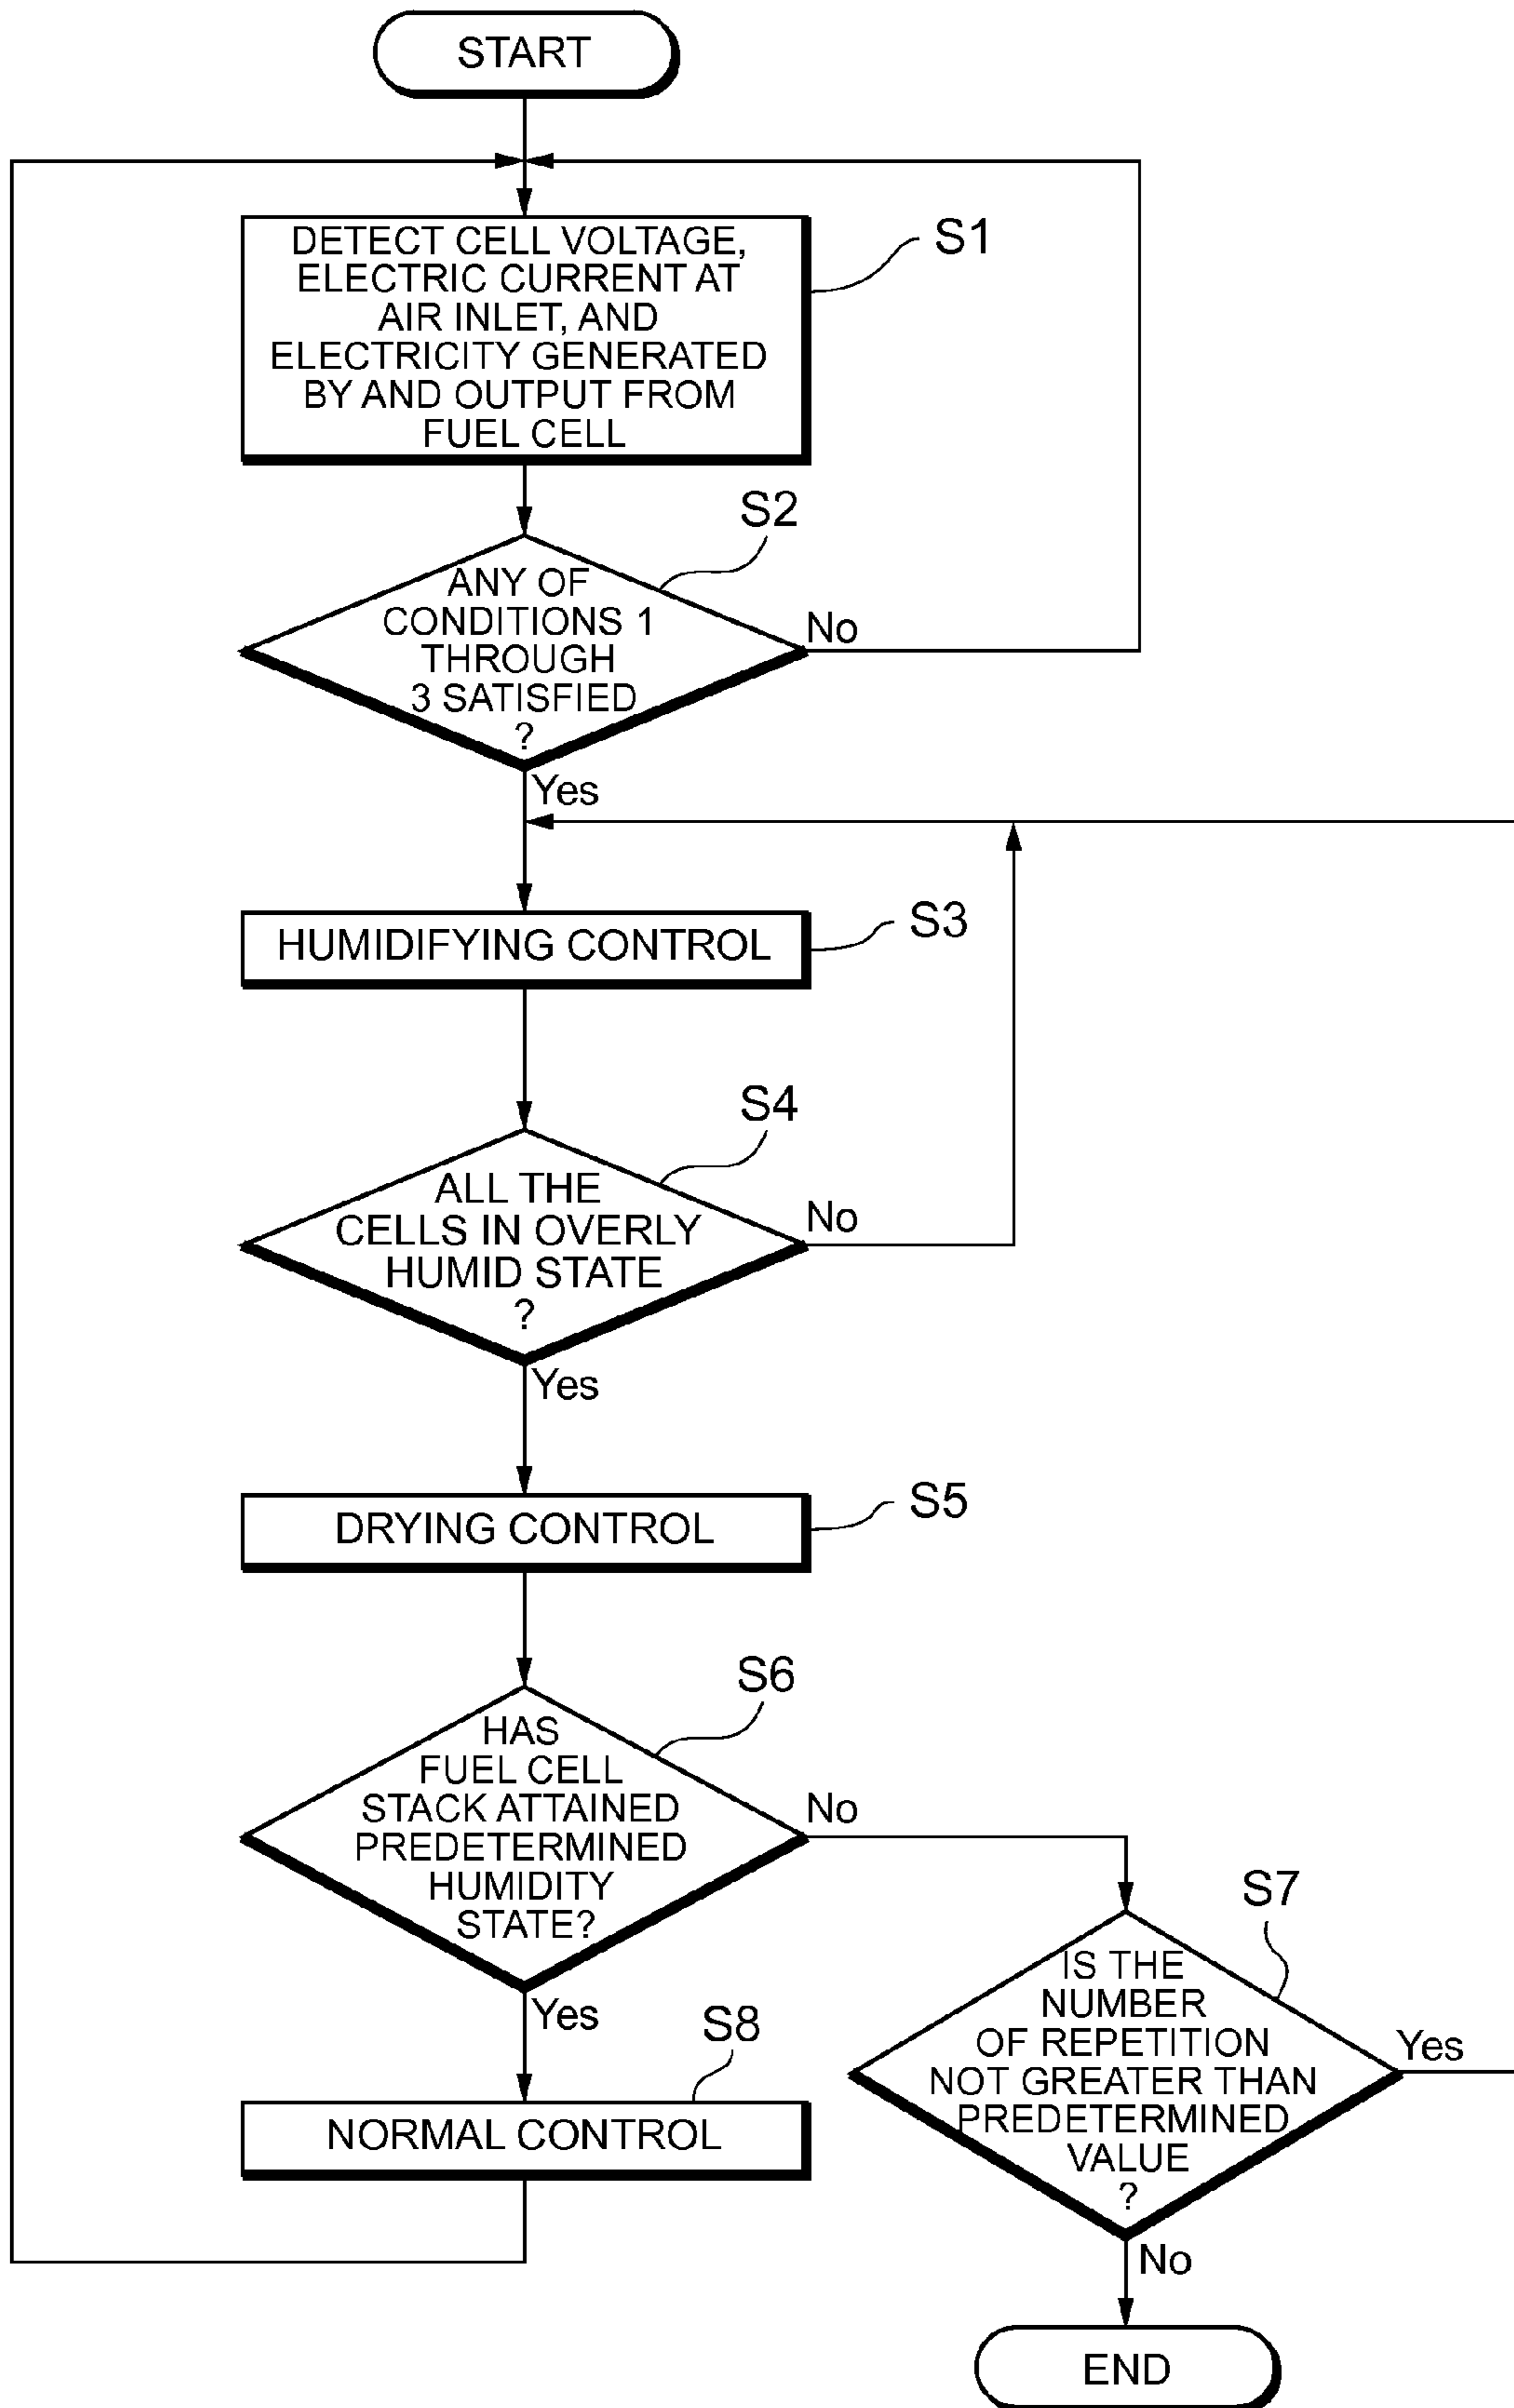 START
DETECT CELL VOLTAGE,
ELECTRIC CURRENT AT
AIR INLET, AND
ELECTRICITY GENERATED
BY AND OUTPUT FROM
FUEL CELL
S1
S2
ANY OF
CONDITIONS 1
THROUGH
3 SATISFIED
?
No
Yes
HUMIDIFYING CONTROL
S3
S4
ALL THE
CELLS IN OVERLY
HUMID STATE
?
No
Yes
DRYING CONTROL
S5
S6
HAS
FUEL CELL
STACK ATTAINED
PREDETERMINED
HUMIDITY
STATE?
No
Yes
S7
IS THE
NUMBER
OF REPETITION
NOT GREATER THAN
PREDETERMINED
VALUE
?
Yes
No
S8
NORMAL CONTROL
END